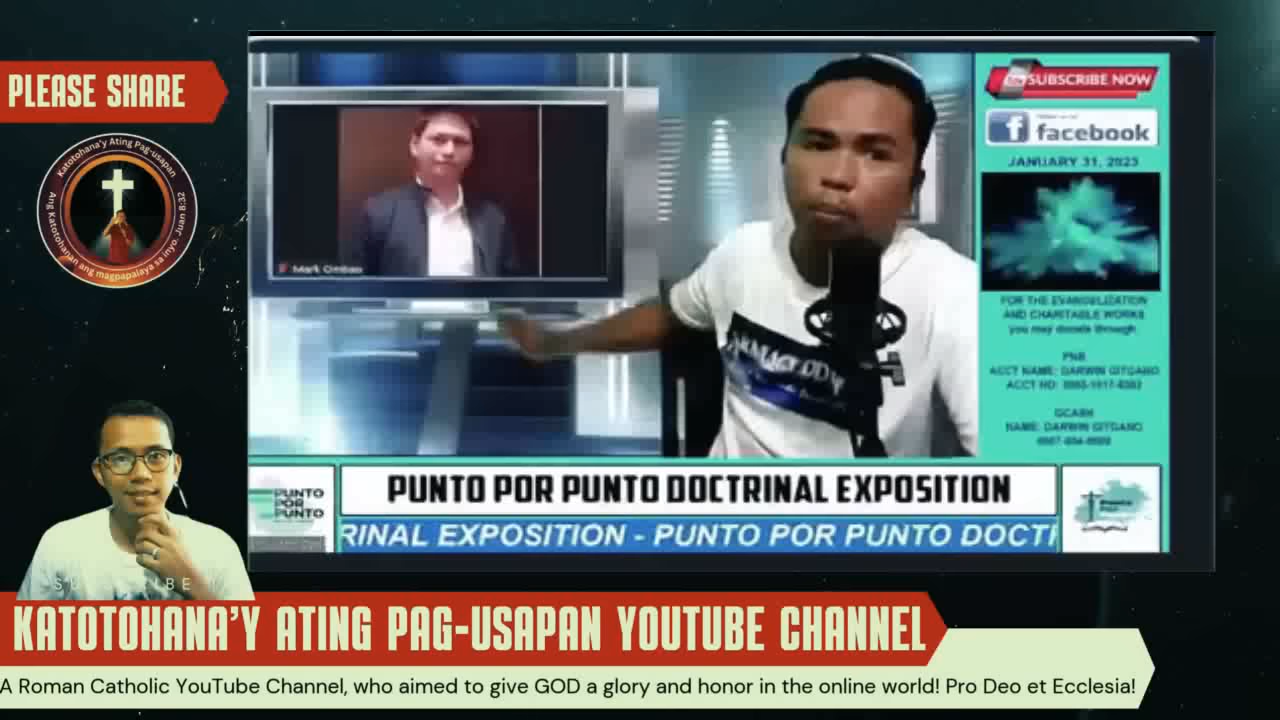 PLEASE SHARE
Katotohana'y Ating Pag-usapan
Ang Katotohanan ang magpapalaya sa inyo. Juan 8:32
SUBSCRIBE NOW
facebook
JANUARY 31, 2023
FOR THE EVANGELIZATION
AND CHARITABLE WORKS
you may donate through
PNB
ACCT NAME: DARWIN GITGANO
ACCT NO:
GCASH
NAME: DARWIN GITGANO
Mark
PUNTO
POR
PUNTO
PUNTO POR PUNTO DOCTRINAL EXPOSITION
RINAL EXPOSITION - PUNTO POR PUNTO DOCTI
KATOTOHANA'Y ATING PAG-USAPAN YOUTUBE CHANNEL
A Roman Catholic YouTube Channel, who aimed to give GOD a glory and honor in the online world! Pro Deo et Ecclesia!